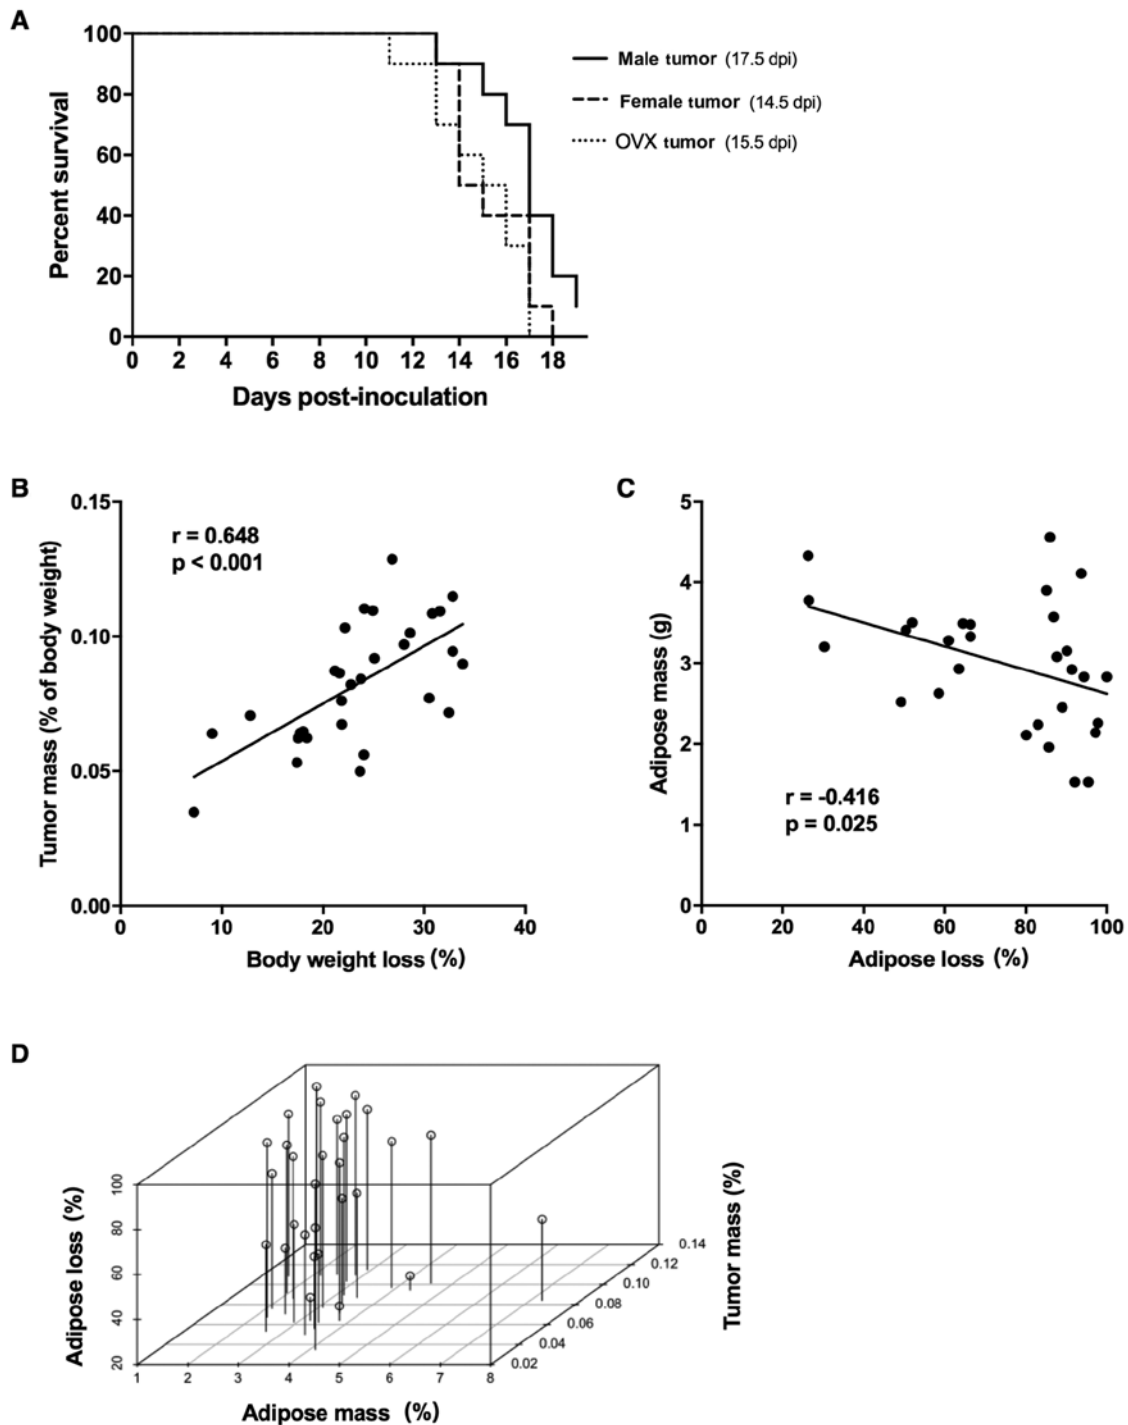 A
100
80
60
40
20
0
Percent survival
0 2 4 6 8 10 12 14 16 18
Days post-inoculation
Male tumor (17.5 dpi)
Female tumor (14.5 dpi)
OVX tumor (15.5 dpi)
B
0.15
0.10
0.05
0.00
Tumor mass (% of body weight)
r = 0.648
p < 0.001
0 10 20 30 40
Body weight loss (%)
C
5
4
3
2
1
0
Adipose mass (g)
r = -0.416
p = 0.025
0 20 40 60 80 100
Adipose loss (%)
D
100
80
60
40
20
Adipose loss (%)
1 2 3 4 5 6 7 8
Adipose mass (%)
0.14
0.12
0.10
0.08
0.06
0.04
0.02
Tumor mass (%)